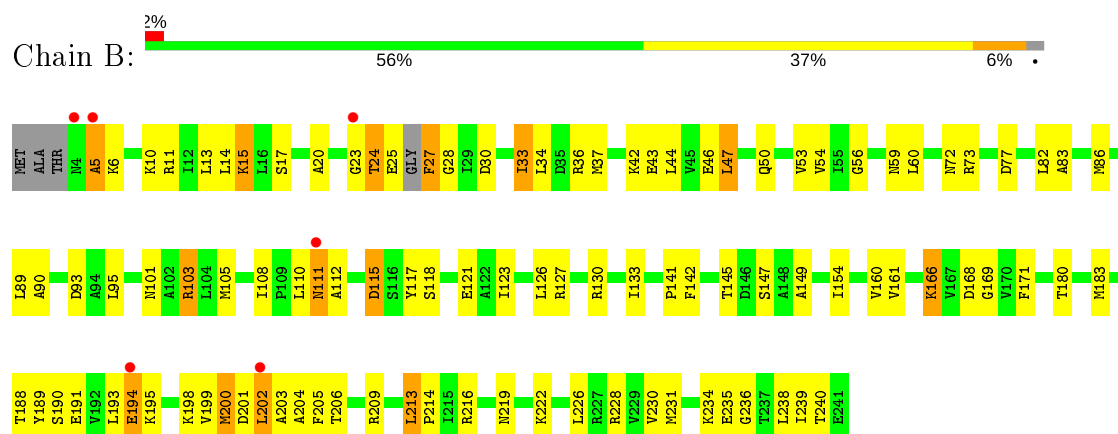 2%
Chain B:
56% 37% 6% •
MET ALA THR N4 A5 K6 K10 R11 I12 L13 L14 K15 L16 S17 A20 G23 T24 E25 GLY F27 G28 I29 D30 I33 L34 D35 R36 M37 K42 E43 L44 V45 E46 L47 Q50 V53 V54 I55 G56 N59 L60 N72 R73 D77 L82 A83 M86
L89 A90 D93 A94 L95 N101 A102 R103 L104 M105 I108 P109 L110 N111 A112 D115 S116 Y117 S118 E121 A122 I123 L126 R127 R130 I133 P141 F142 T145 D146 S147 A148 A149 I154 V160 V161 K166 V167 D168 G169 V170 F171 T180 M183
T188 Y189 S190 E191 V192 L193 E194 K195 K198 V199 M200 D201 L202 A203 A204 F205 T206 R209 L213 P214 I215 R216 N219 K222 L226 R227 R228 V229 V230 M231 K234 E235 G236 T237 L238 I239 T240 E241